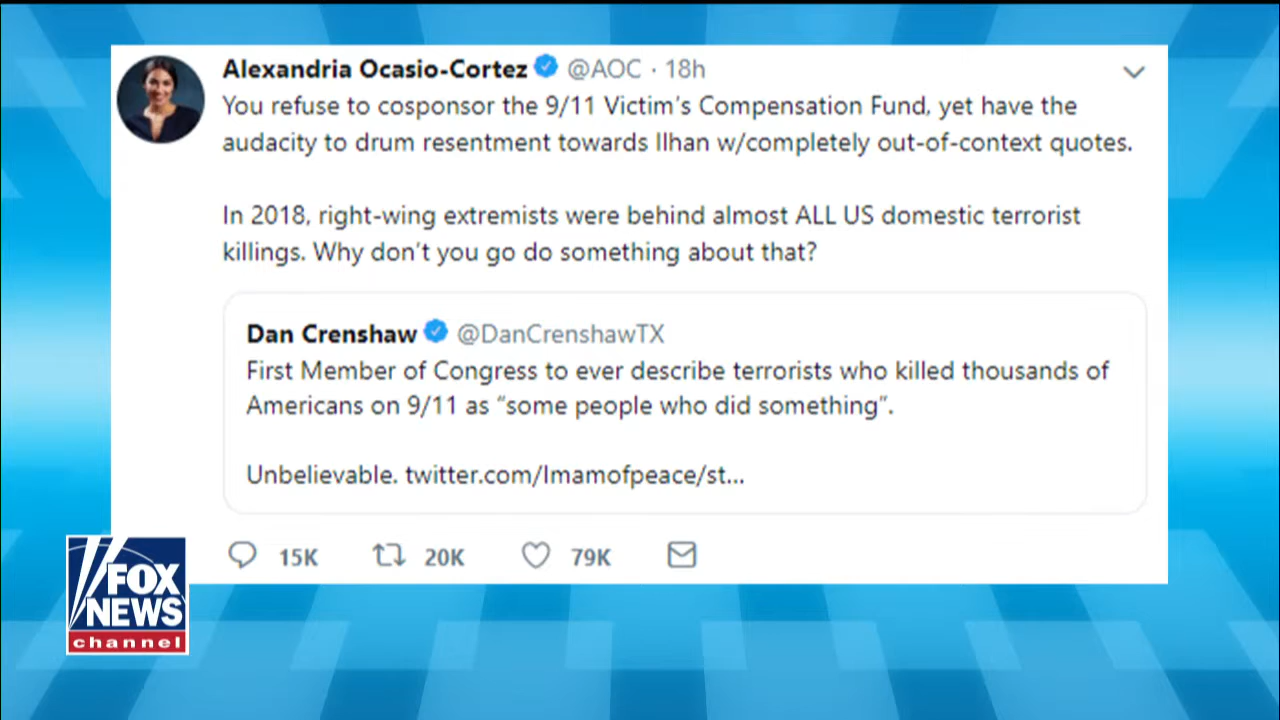 Alexandria Ocasio-Cortez @AOC · 18h
You refuse to cosponsor the 9/11 Victim's Compensation Fund, yet have the
audacity to drum resentment towards Ilhan w/completely out-of-context quotes.
In 2018, right-wing extremists were behind almost ALL US domestic terrorist
killings. Why don't you go do something about that?
Dan Crenshaw @DanCrenshawTX
First Member of Congress to ever describe terrorists who killed thousands of
Americans on 9/11 as “some people who did something”.
Unbelievable. twitter.com/Imamofpeace/st...
15K 20K 79K
FOX
NEWS
channel